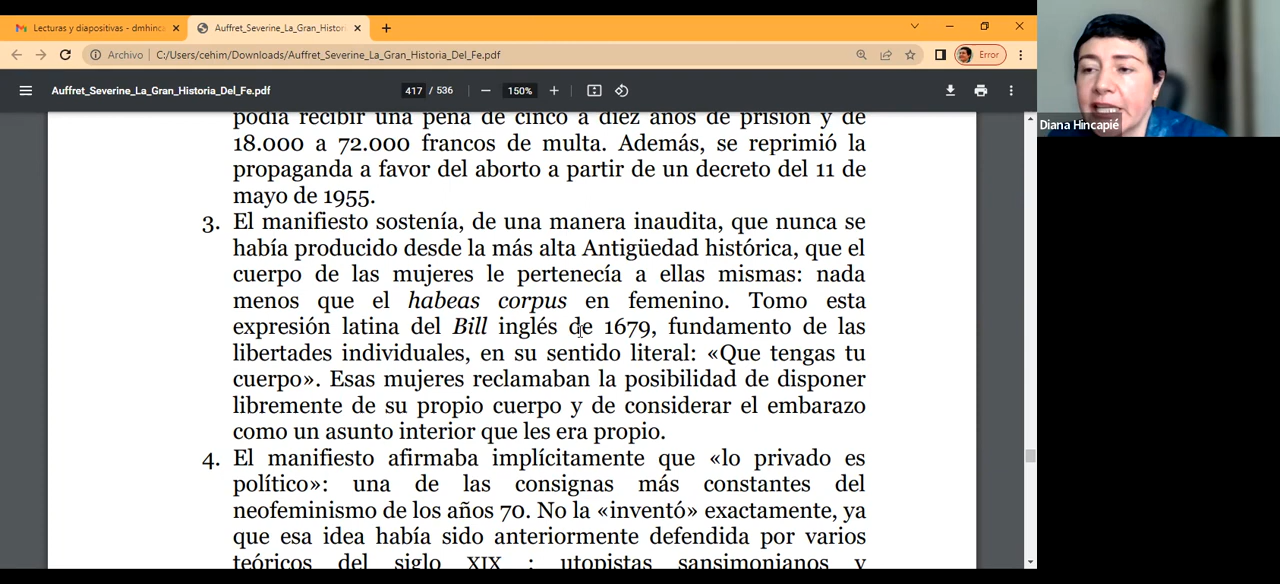 Lecturas y diapositivas - dmhinc
Auffret_Severine_La_Gran_Histori
Archivo C:/Users/cehim/Downloads/Auffret_Severine_La_Gran_Historia_Del_Fe.pdf
Error
Auffret_Severine_La_Gran_Historia_Del_Fe.pdf
417 / 536
150%
Diana Hincapié
podía recibir una pena de cinco a diez años de prisión y de
18.000 a 72.000 francos de multa. Además, se reprimió la
propaganda a favor del aborto a partir de un decreto del 11 de
mayo de 1955.
3. El manifiesto sostenía, de una manera inaudita, que nunca se
había producido desde la más alta Antigüedad histórica, que el
cuerpo de las mujeres le pertenecía a ellas mismas: nada
menos que el habeas corpus en femenino. Tomo esta
expresión latina del Bill inglés de 1679, fundamento de las
libertades individuales, en su sentido literal: «Que tengas tu
cuerpo». Esas mujeres reclamaban la posibilidad de disponer
libremente de su propio cuerpo y de considerar el embarazo
como un asunto interior que les era propio.
4. El manifiesto afirmaba implícitamente que «lo privado es
político»: una de las consignas más constantes del
neofeminismo de los años 70. No la «inventó» exactamente, ya
que esa idea había sido anteriormente defendida por varios
teóricos del siglo XIX : utopistas sansimonianos y